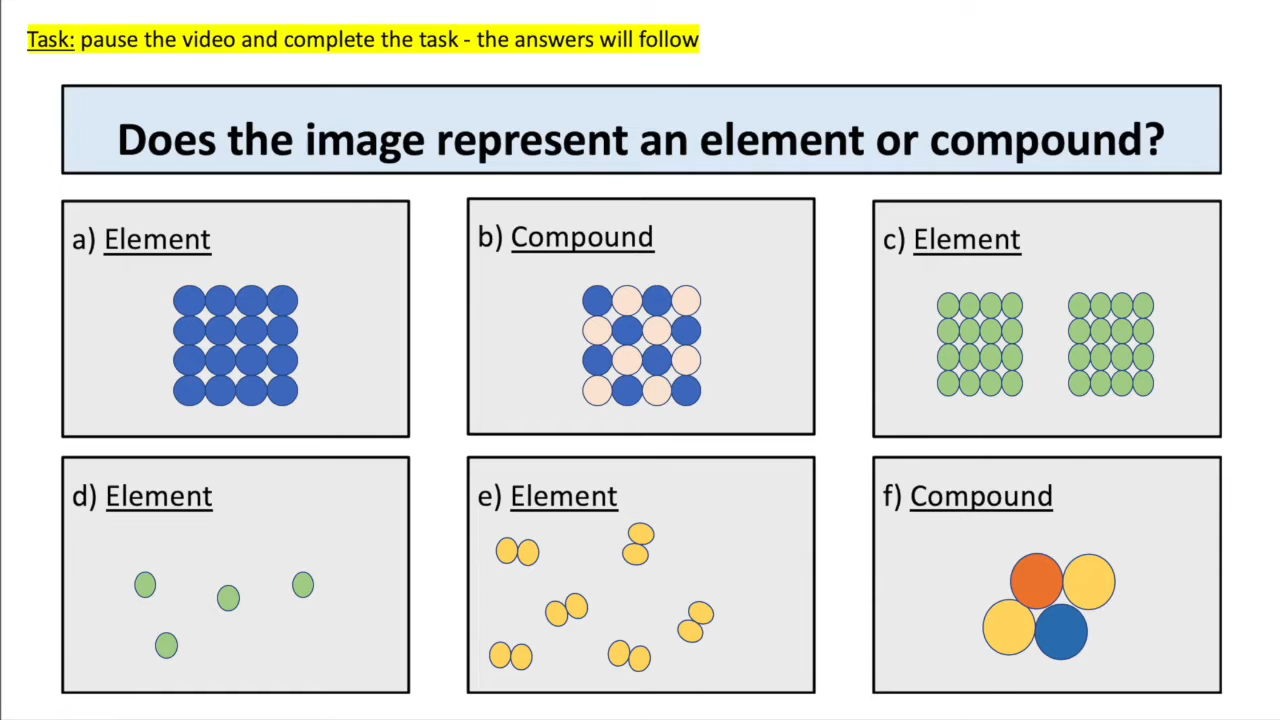 Task: pause the video and complete the task - the answers will follow
Does the image represent an element or compound?
a) Element
b) Compound
c) Element
d) Element
e) Element
f) Compound